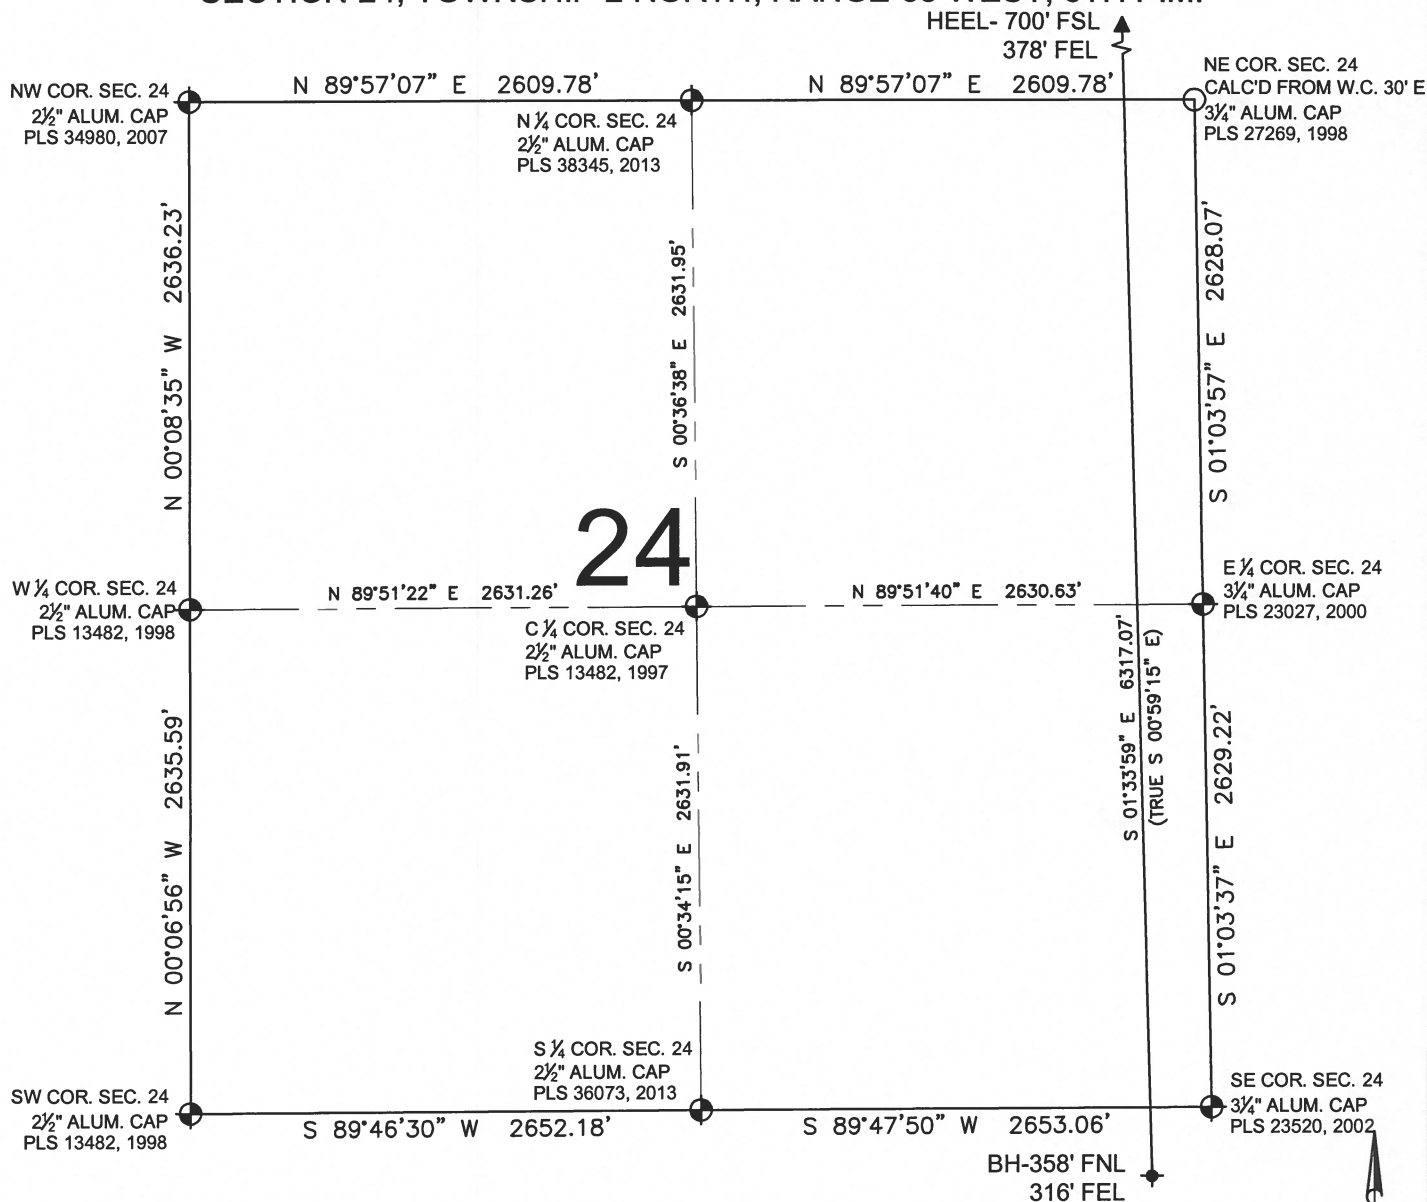 HEEL- 700' FSL
378' FEL
NW COR. SEC. 24
2½" ALUM. CAP
PLS 34980, 2007
N 89°57'07" E 2609.78'
N 89°57'07" E 2609.78'
NE COR. SEC. 24
CALC'D FROM W.C. 30' E
3¼" ALUM. CAP
PLS 27269, 1998
N ¼ COR. SEC. 24
2½" ALUM. CAP
PLS 38345, 2013
N 00°08'35" W 2636.23'
S 00°36'38" E 2631.95'
S 01°03'57" E 2628.07'
24
W ¼ COR. SEC. 24
2½" ALUM. CAP
PLS 13482, 1998
N 89°51'22" E 2631.26'
N 89°51'40" E 2630.63'
E ¼ COR. SEC. 24
3¼" ALUM. CAP
PLS 23027, 2000
C ¼ COR. SEC. 24
2½" ALUM. CAP
PLS 13482, 1997
N 00°06'56" W 2635.59'
S 00°34'15" E 2631.91'
S 01°33'59" E 6317.07'
(TRUE S 00°59'15" E)
S 01°03'37" E 2629.22'
SW COR. SEC. 24
2½" ALUM. CAP
PLS 13482, 1998
S ¼ COR. SEC. 24
2½" ALUM. CAP
PLS 36073, 2013
SE COR. SEC. 24
3¼" ALUM. CAP
PLS 23520, 2002
S 89°46'30" W 2652.18'
S 89°47'50" W 2653.06'
BH-358' FNL
316' FEL